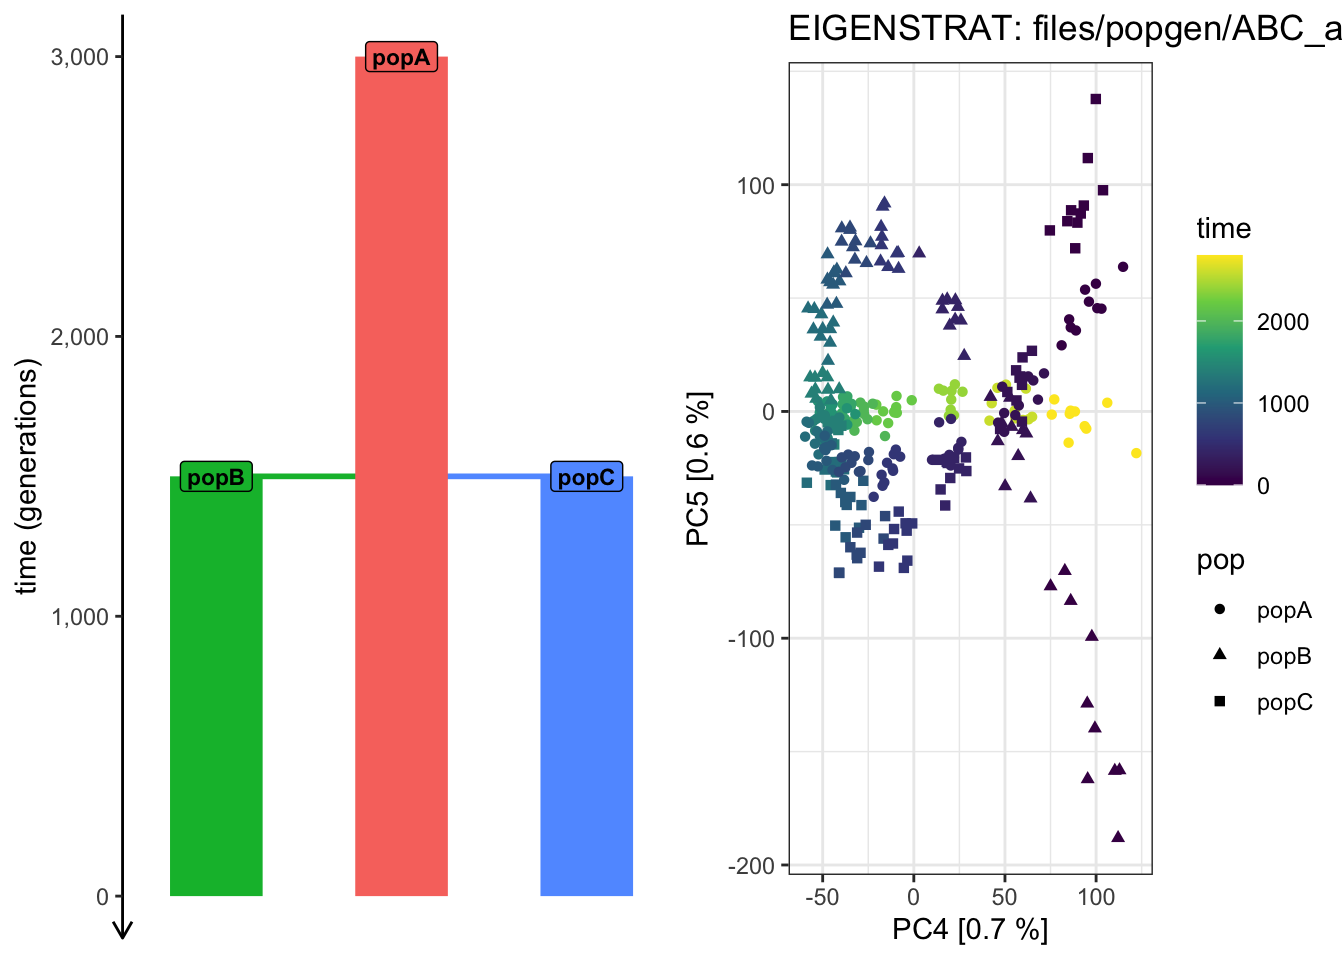 time (generations)
3,000
2,000
1,000
0
popA
popB
popC
EIGENSTRAT: files/popgen/ABC_a
PC5 [0.6 %]
100
0
-100
-200
-50
0
50
100
PC4 [0.7 %]
time
2000
1000
0
pop
popA
popB
popC